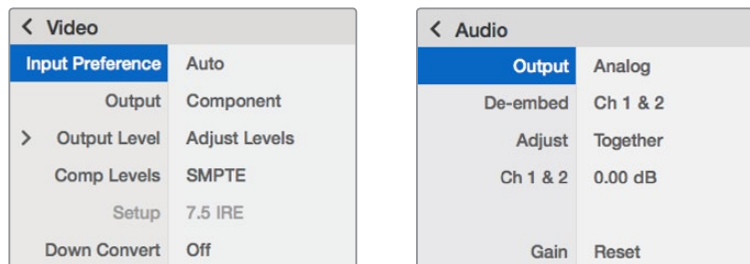 Video
Input Preference Auto
Output Component
Output Level Adjust Levels
Comp Levels SMPTE
Setup 7.5 IRE
Down Convert Off
Audio
Output Analog
De-embed Ch 1 & 2
Adjust Together
Ch 1 & 2 0.00 dB
Gain Reset